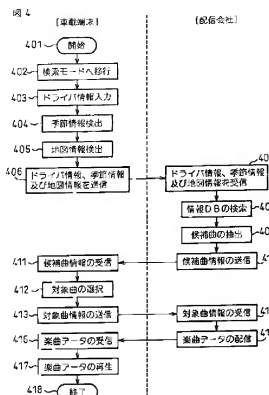 図 4
[車載端末]
[配信会社]
401
開始
402
検索モードへ移行
403
ドライバ情報入力
404
季節情報検出
405
地図情報検出
406
ドライバ情報、季節情報
及び地図情報を送信
40
ドライバ情報、季節情報
及び地図情報を受信
40
情報DBの検索
40
候補曲の抽出
411
候補曲情報の受信
41
候補曲情報の送信
412
対象曲の選択
413
対象曲情報の送信
41
対象曲情報の受信
416
楽曲データの受信
41
楽曲データの配信
417
楽曲データの再生
418
終了